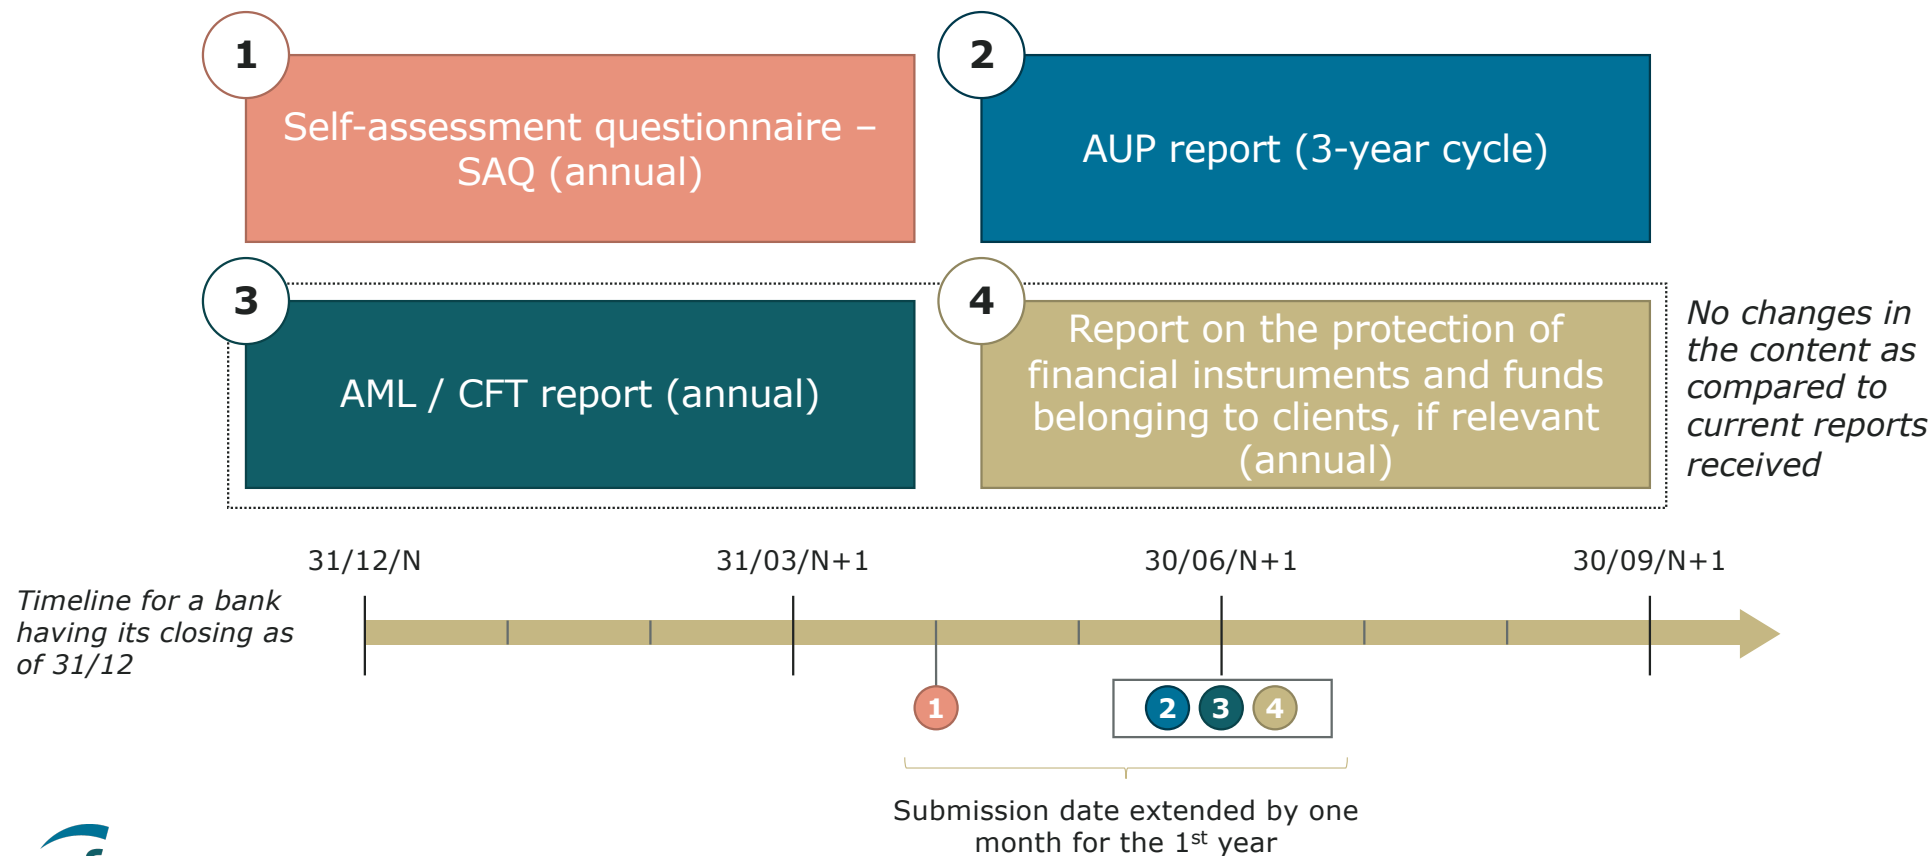 1
Self-assessment questionnaire –
SAQ (annual)
2
AUP report (3-year cycle)
3
AML / CFT report (annual)
4
Report on the protection of
financial instruments and funds
belonging to clients, if relevant
(annual)
No changes in
the content as
compared to
current reports
received
31/12/N
31/03/N+1
30/06/N+1
30/09/N+1
Timeline for a bank
having its closing as
of 31/12
1
2
3
4
Submission date extended by one
month for the 1st year